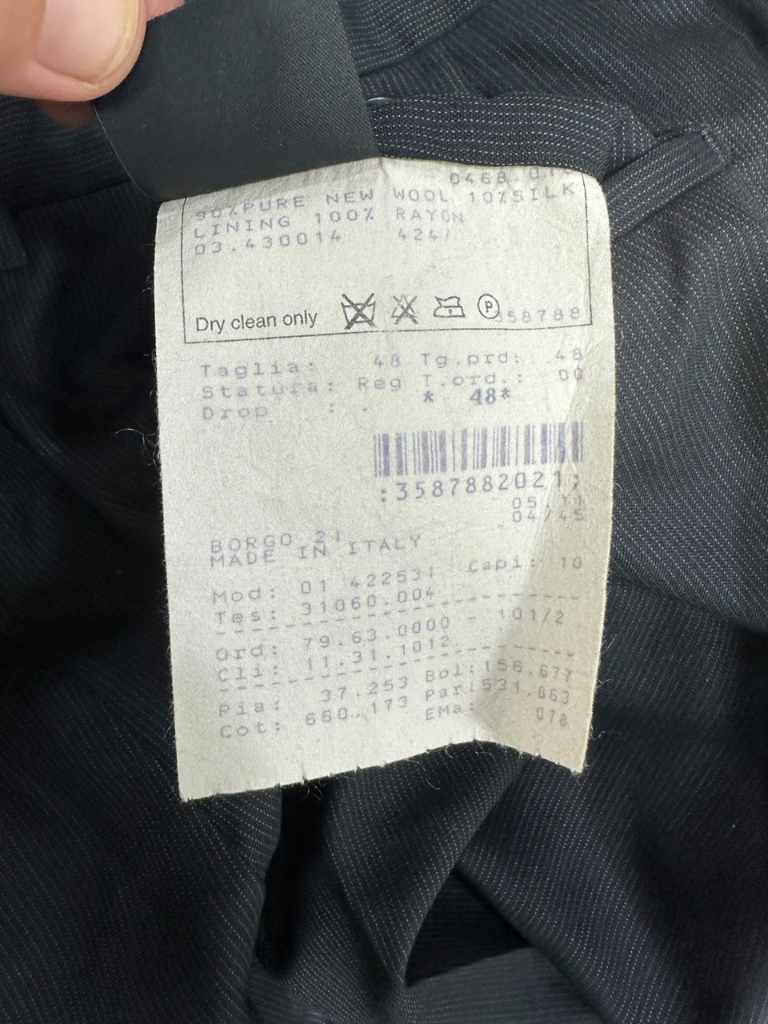 0468.01
90%PURE NEW WOOL 10%SILK
LINING 100% RAYON
03.430014 424/
Dry clean only P 358788
Taglia: 48 Tg.prd: 48
Statura: Reg T.ord.: 00
Drop : . * 48*
:3587882021;
05.11
04/45
BORGO 21
MADE IN ITALY
Mod: 01 422531 Capi: 10
Tes: 31060.004
Ord: 79.63.0000 - 101/2
Cli: 11.31.1012
Pia: 37.253 Bol:156.677
Cot: 660.173 Par:531.863
EMa: 078